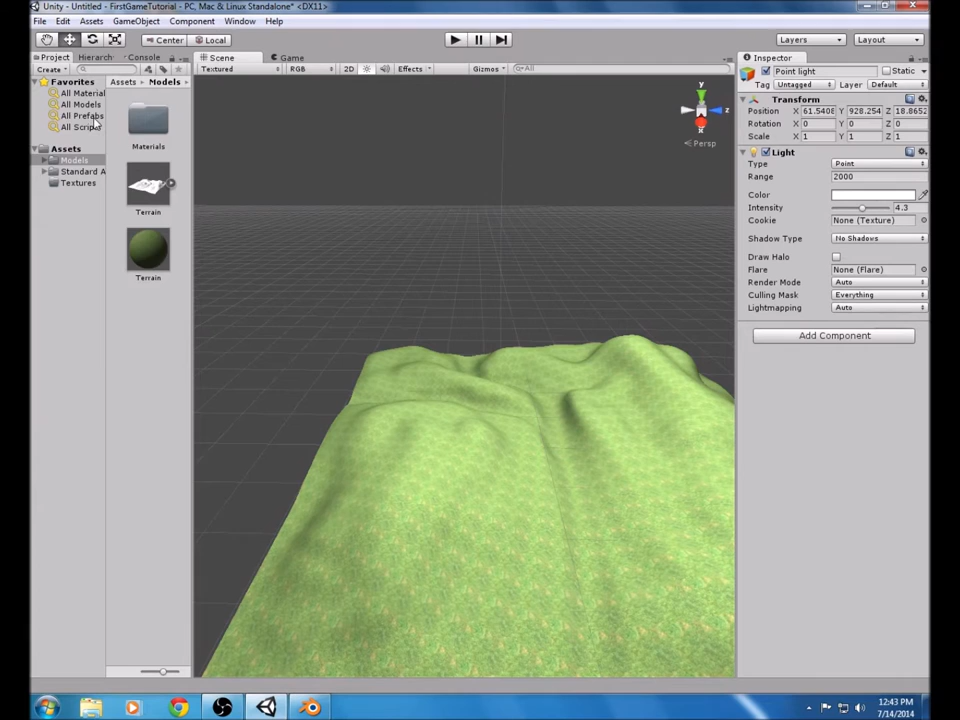 Unity - Untitled - FirstGameTutorial - PC, Mac & Linux Standalone* <DX11>
File Edit Assets GameObject Component Window Help
Center Local Layers Layout
Project Hierarch Console Scene Game Inspector
Create Textured RGB 2D Effects Gizmos All Point light Static
Favorites Assets Models Tag Untagged Layer Default
All Material
All Models
All Prefabs
All Scripts
Assets
Models
Standard A
Textures
Materials
Terrain
Terrain
y
z
Persp
Transform
Position X 61.5408 Y 928.254 Z 18.8652
Rotation X 0 Y 0 Z 0
Scale X 1 Y 1 Z 1
Light
Type Point
Range 2000
Color
Intensity 4.3
Cookie None (Texture)
Shadow Type No Shadows
Draw Halo
Flare None (Flare)
Render Mode Auto
Culling Mask Everything
Lightmapping Auto
Add Component
12:43 PM
7/14/2014